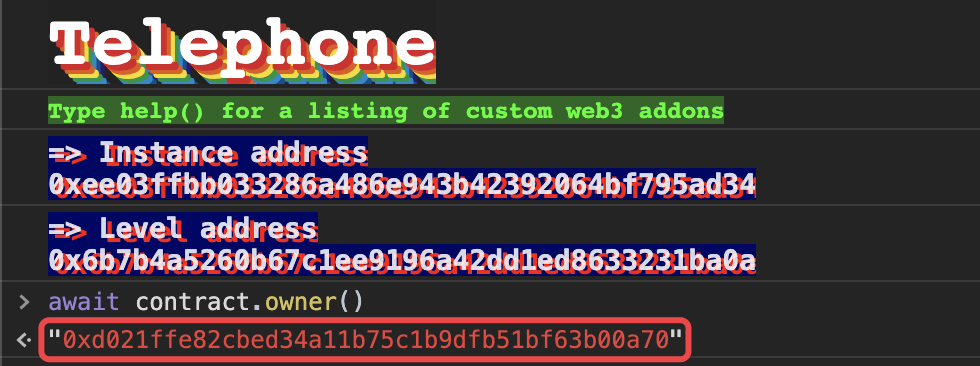 Telephone
Type help() for a listing of custom web3 addons
=> Instance address
0xee03ffbb033286a486e943b42392064bf795ad34
=> Level address
0x6b7b4a5260b67c1ee9196a42dd1ed8633231ba0a
> await contract.owner()
"0xd021ffe82cbed34a11b75c1b9dfb51bf63b00a70"